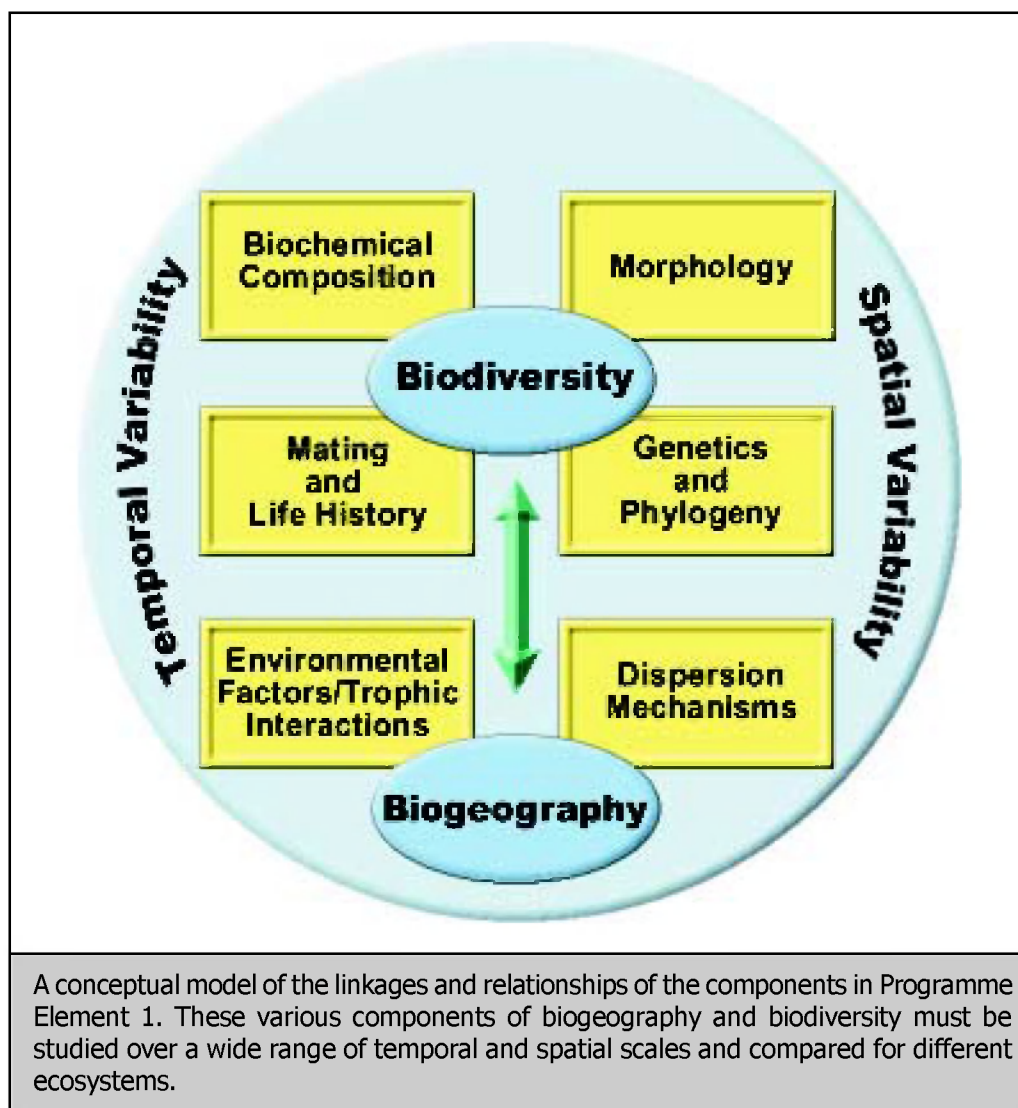 Temporal Variability
Spatial Variability
Biochemical
Composition
Morphology
Biodiversity
Mating
and
Life History
Genetics
and
Phylogeny
Environmental
Factors/Trophic
Interactions
Dispersion
Mechanisms
Biogeography
A conceptual model of the linkages and relationships of the components in Programme
Element 1. These various components of biogeography and biodiversity must be
studied over a wide range of temporal and spatial scales and compared for different
ecosystems.